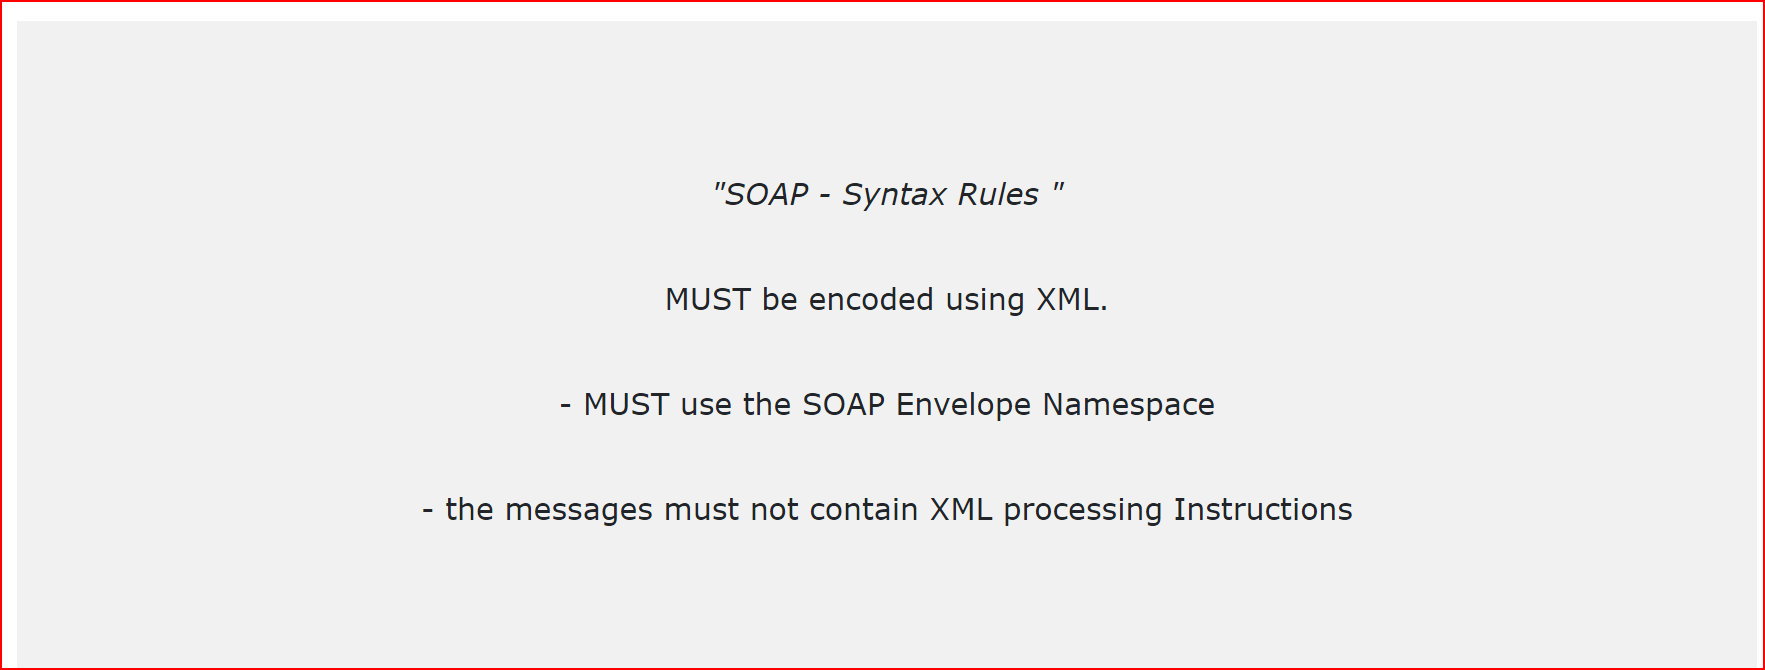 "SOAP - Syntax Rules "
MUST be encoded using XML.
- MUST use the SOAP Envelope Namespace
- the messages must not contain XML processing Instructions